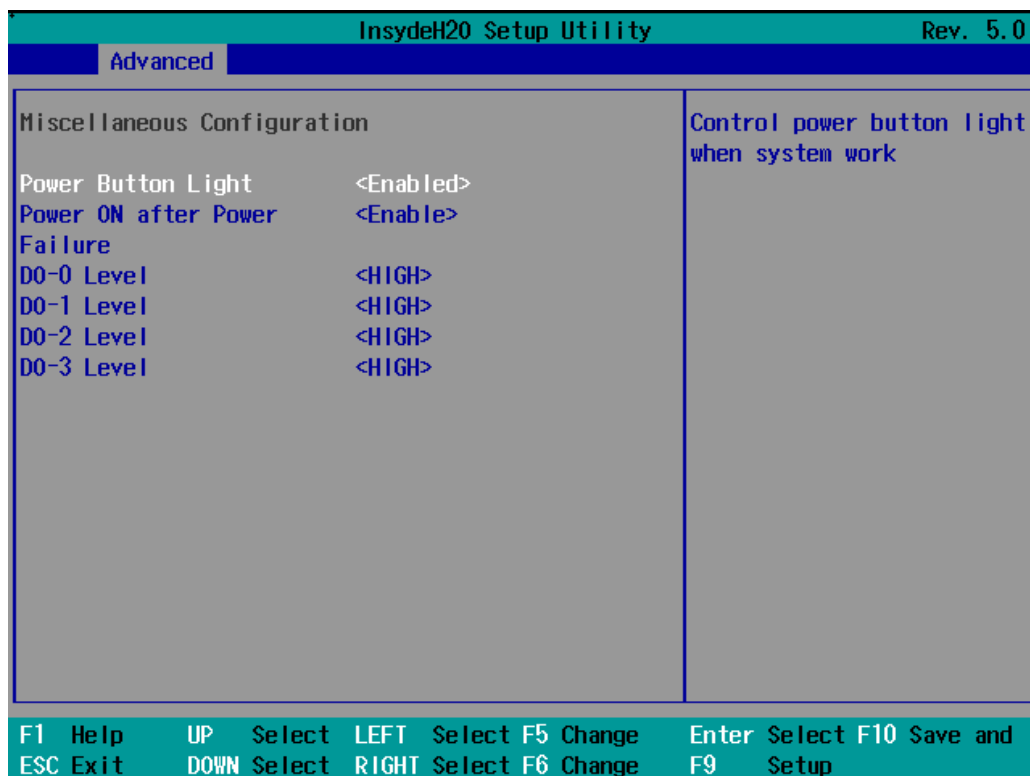 InsydeH20 Setup Utility Rev. 5.0
Advanced
Miscellaneous Configuration
Power Button Light <Enabled>
Power ON after Power <Enable>
Failure
DO-0 Level <HIGH>
DO-1 Level <HIGH>
DO-2 Level <HIGH>
DO-3 Level <HIGH>
Control power button light
when system work
F1 Help UP Select LEFT Select F5 Change Enter Select F10 Save and
ESC Exit DOWN Select RIGHT Select F6 Change F9 Setup